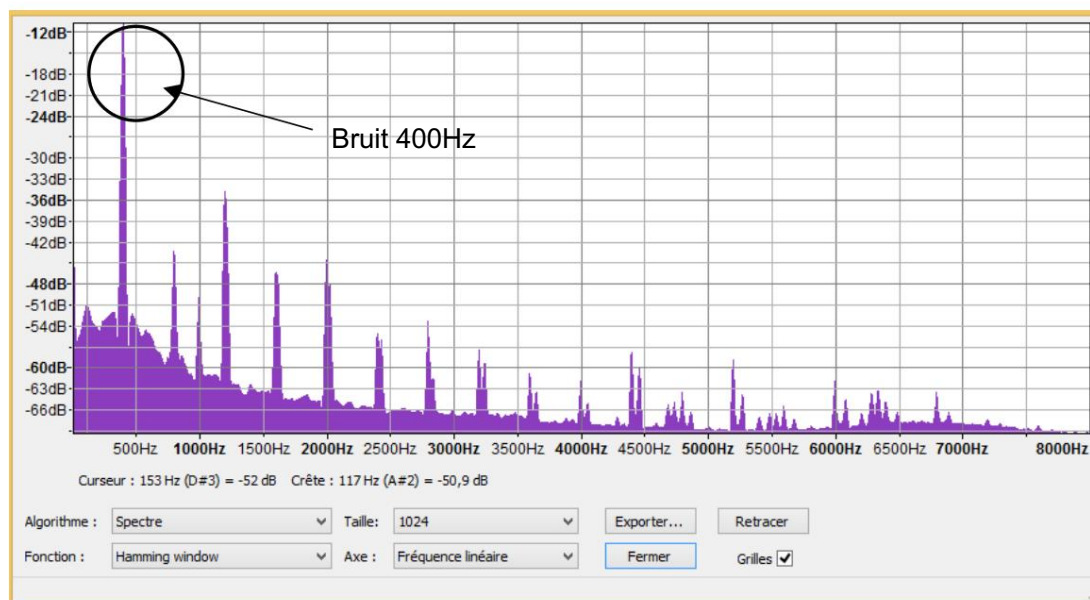 -12dB
-18dB
-21dB
-24dB
Bruit 400Hz
-30dB
-33dB
-36dB
-39dB
-42dB
-48dB
-51dB
-54dB
-60dB
-63dB
-66dB
500Hz 1000Hz 1500Hz 2000Hz 2500Hz 3000Hz 3500Hz 4000Hz 4500Hz 5000Hz 5500Hz 6000Hz 6500Hz 7000Hz 8000Hz
Curseur : 153 Hz (D#3) = -52 dB Crête : 117 Hz (A#2) = -50,9 dB
Algorithme : Spectre Taille: 1024 Exporter... Retracer
Fonction : Hamming window Axe : Fréquence linéaire Fermer Grilles